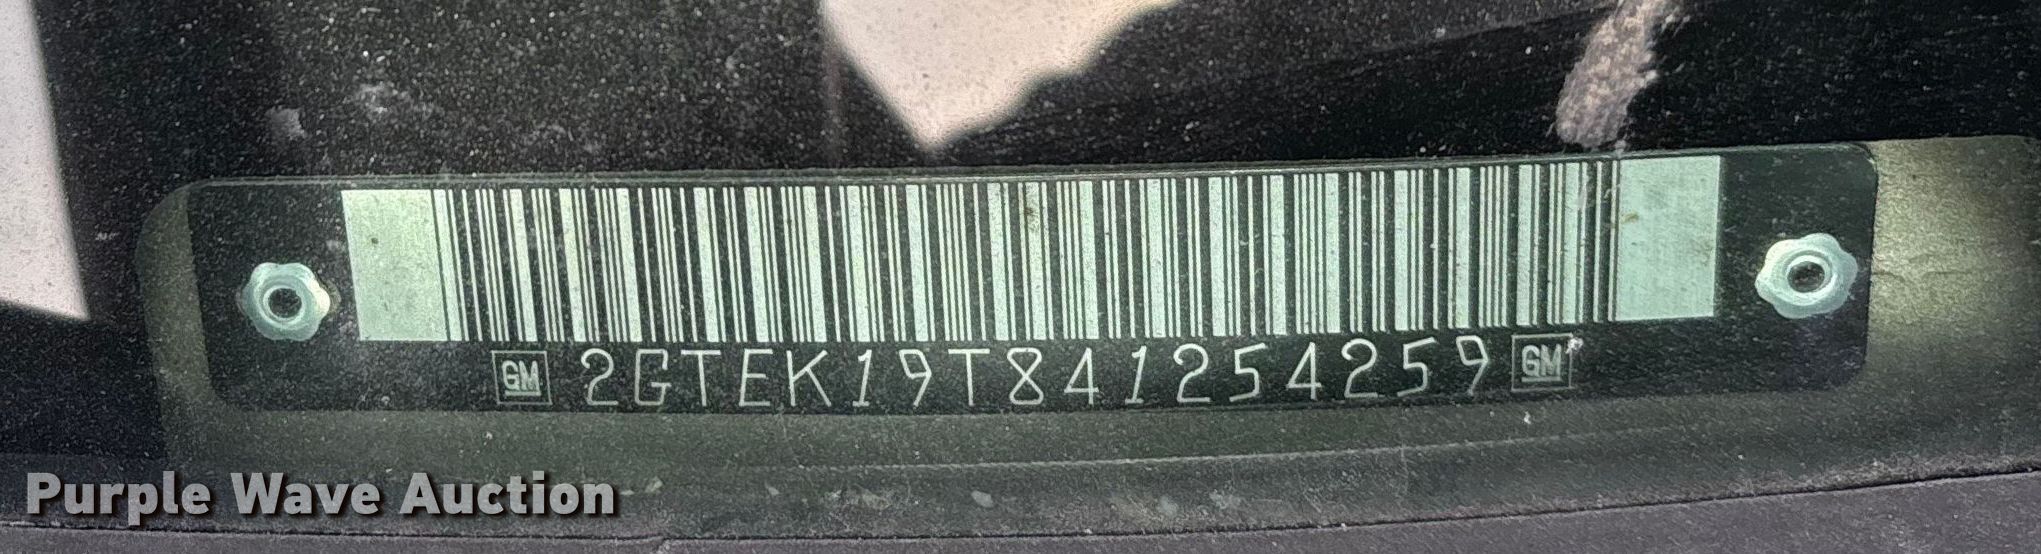 GM 2GTEK19T841254259 GM
Purple Wave Auction